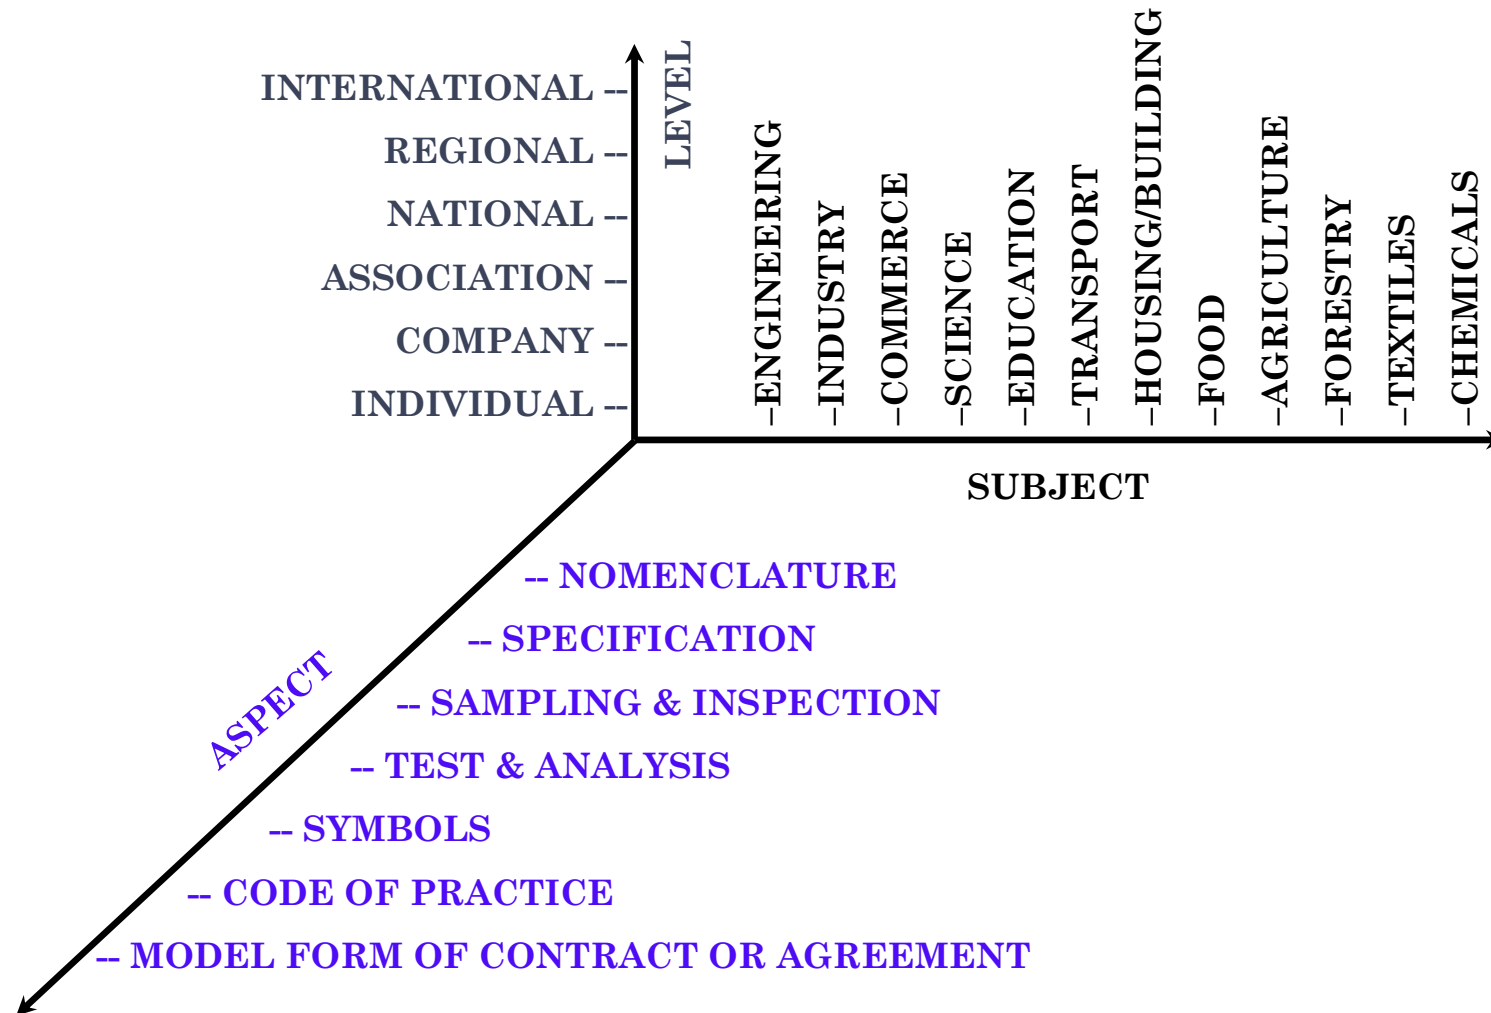 INTERNATIONAL --
REGIONAL --
NATIONAL --
ASSOCIATION --
COMPANY --
INDIVIDUAL --
LEVEL
–ENGINEERING
–INDUSTRY
–COMMERCE
–SCIENCE
–EDUCATION
–TRANSPORT
–HOUSING/BUILDING
–FOOD
–AGRICULTURE
–FORESTRY
–TEXTILES
–CHEMICALS
SUBJECT
ASPECT
-- NOMENCLATURE
-- SPECIFICATION
-- SAMPLING & INSPECTION
-- TEST & ANALYSIS
-- SYMBOLS
-- CODE OF PRACTICE
-- MODEL FORM OF CONTRACT OR AGREEMENT